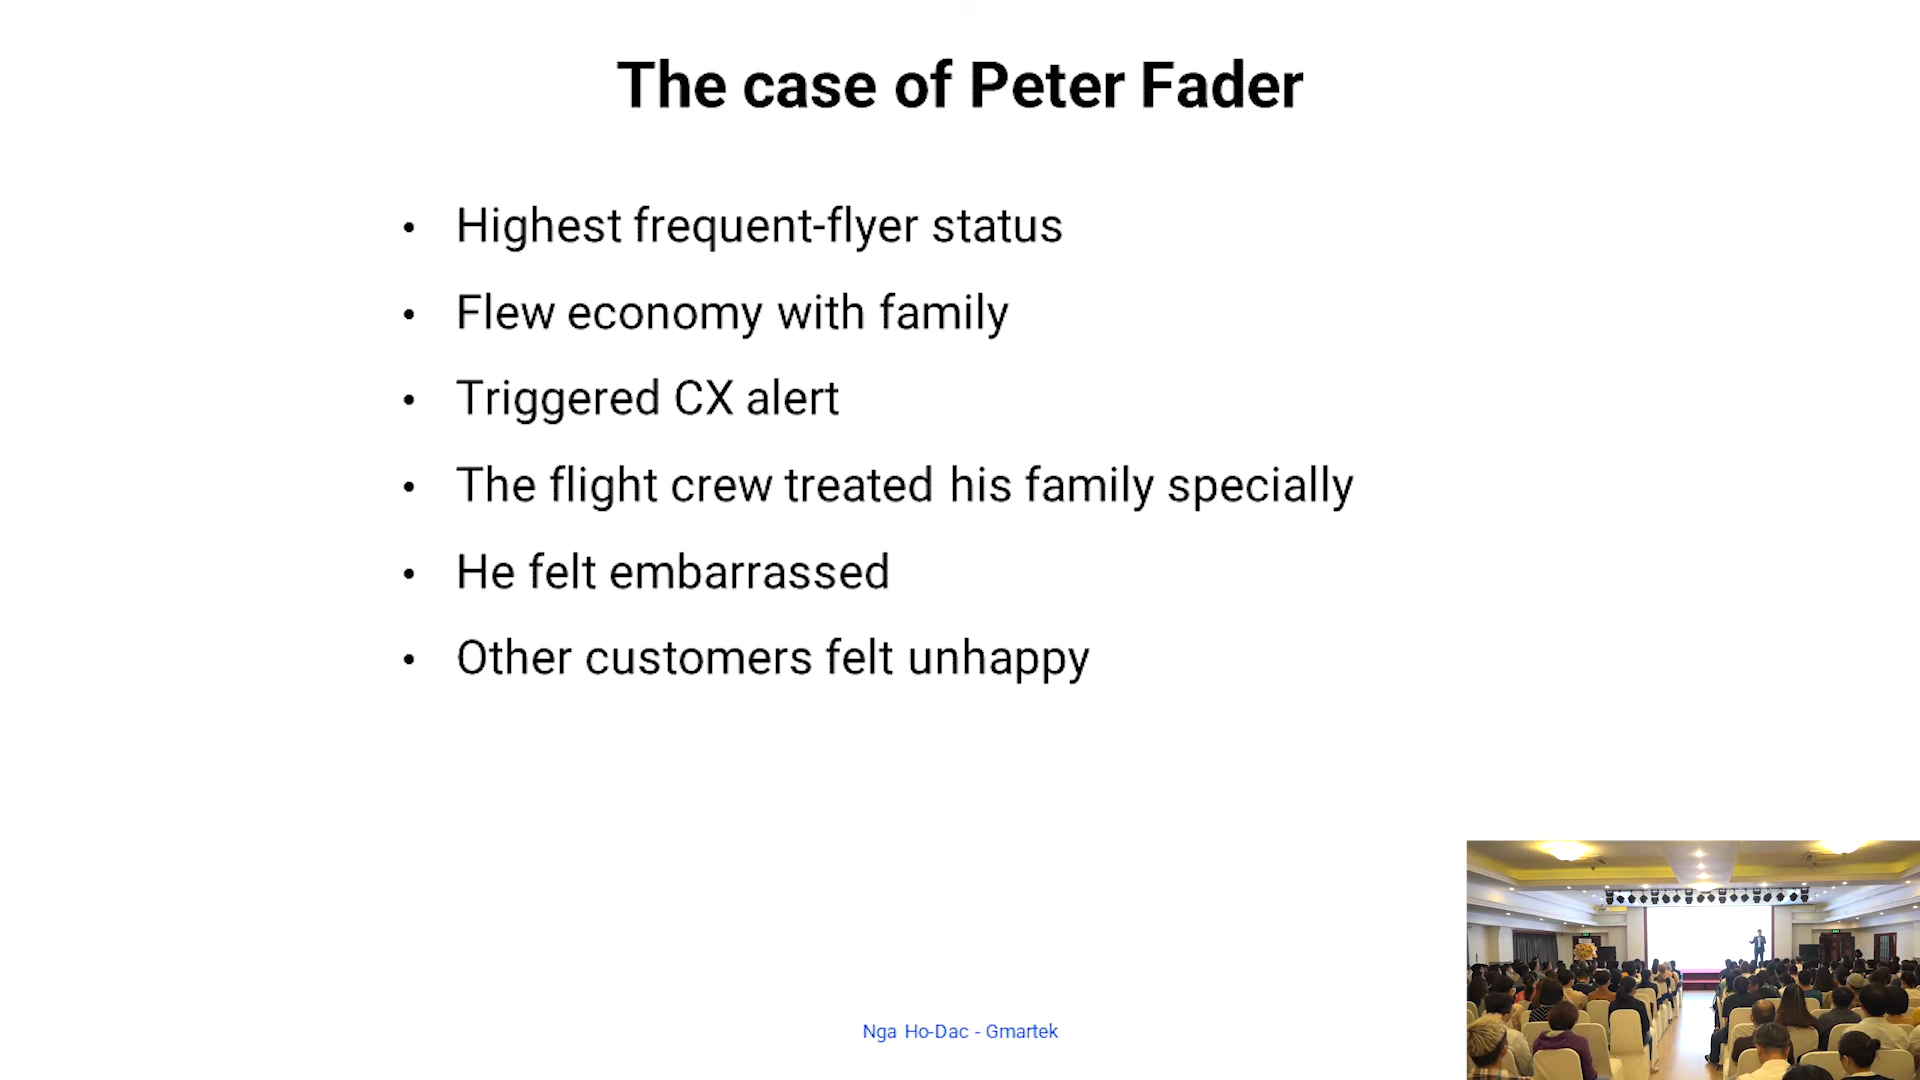 The case of Peter Fader
• Highest frequent-flyer status
• Flew economy with family
• Triggered CX alert
• The flight crew treated his family specially
• He felt embarrassed
• Other customers felt unhappy
Nga Ho-Dac - Gmartek